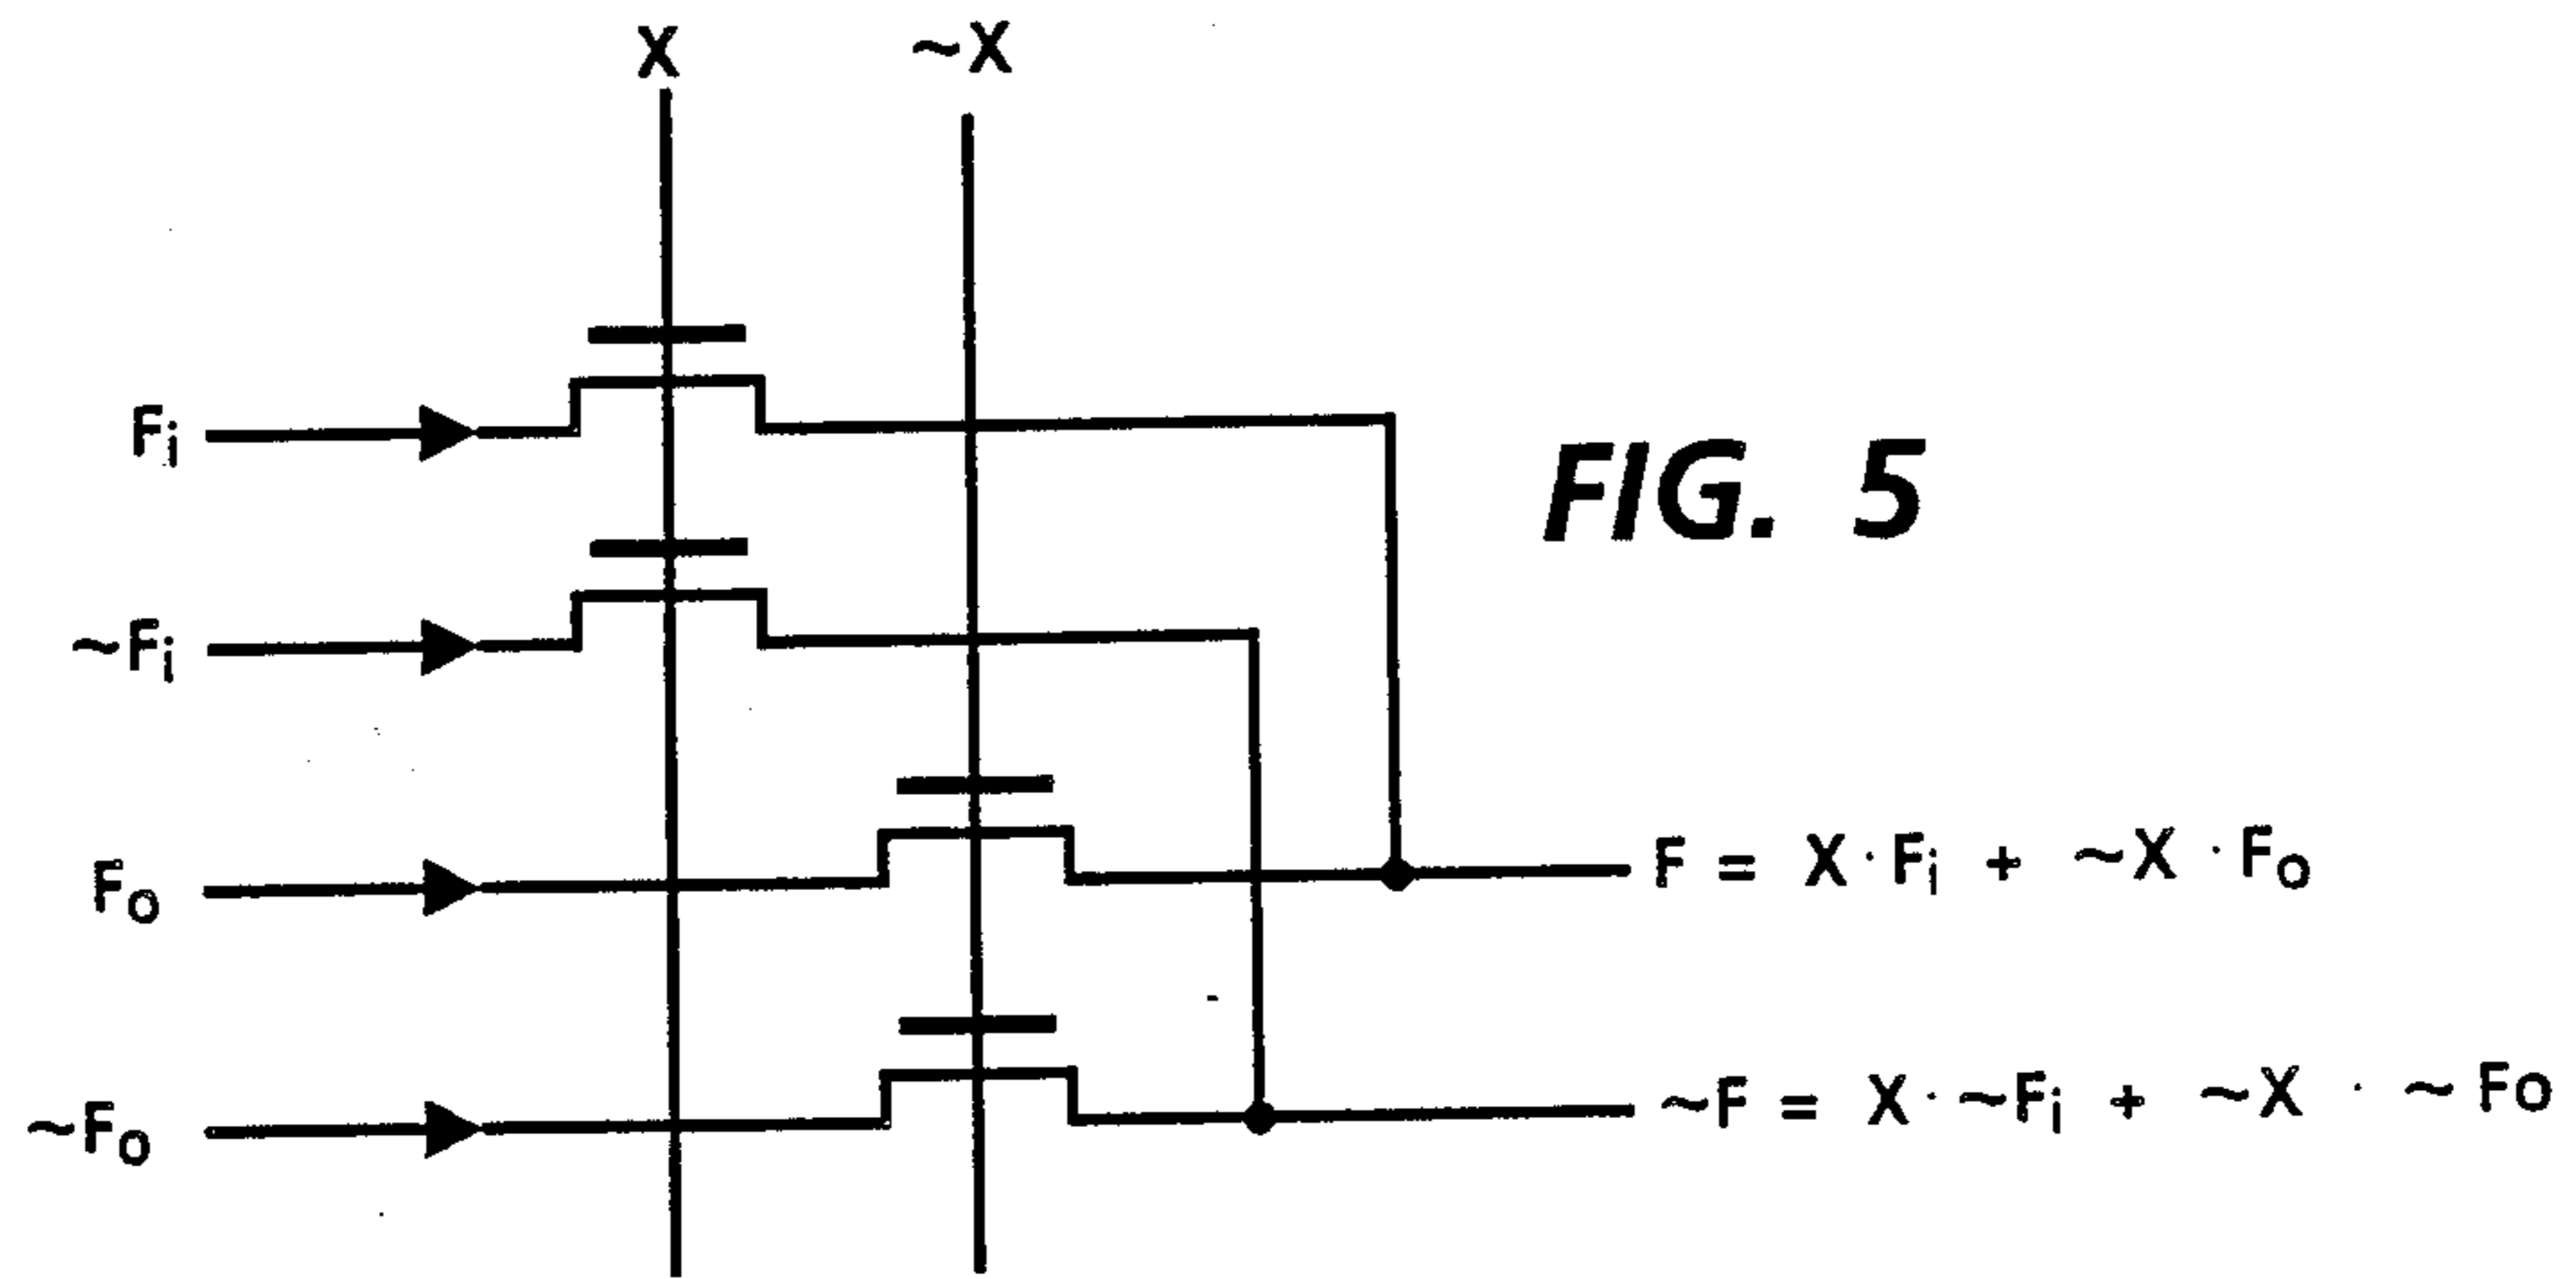 X ~X
Fi
FIG. 5
~Fi
Fo F = X · Fi + ~X · Fo
~Fo ~F = X · ~Fi + ~X · ~ Fo